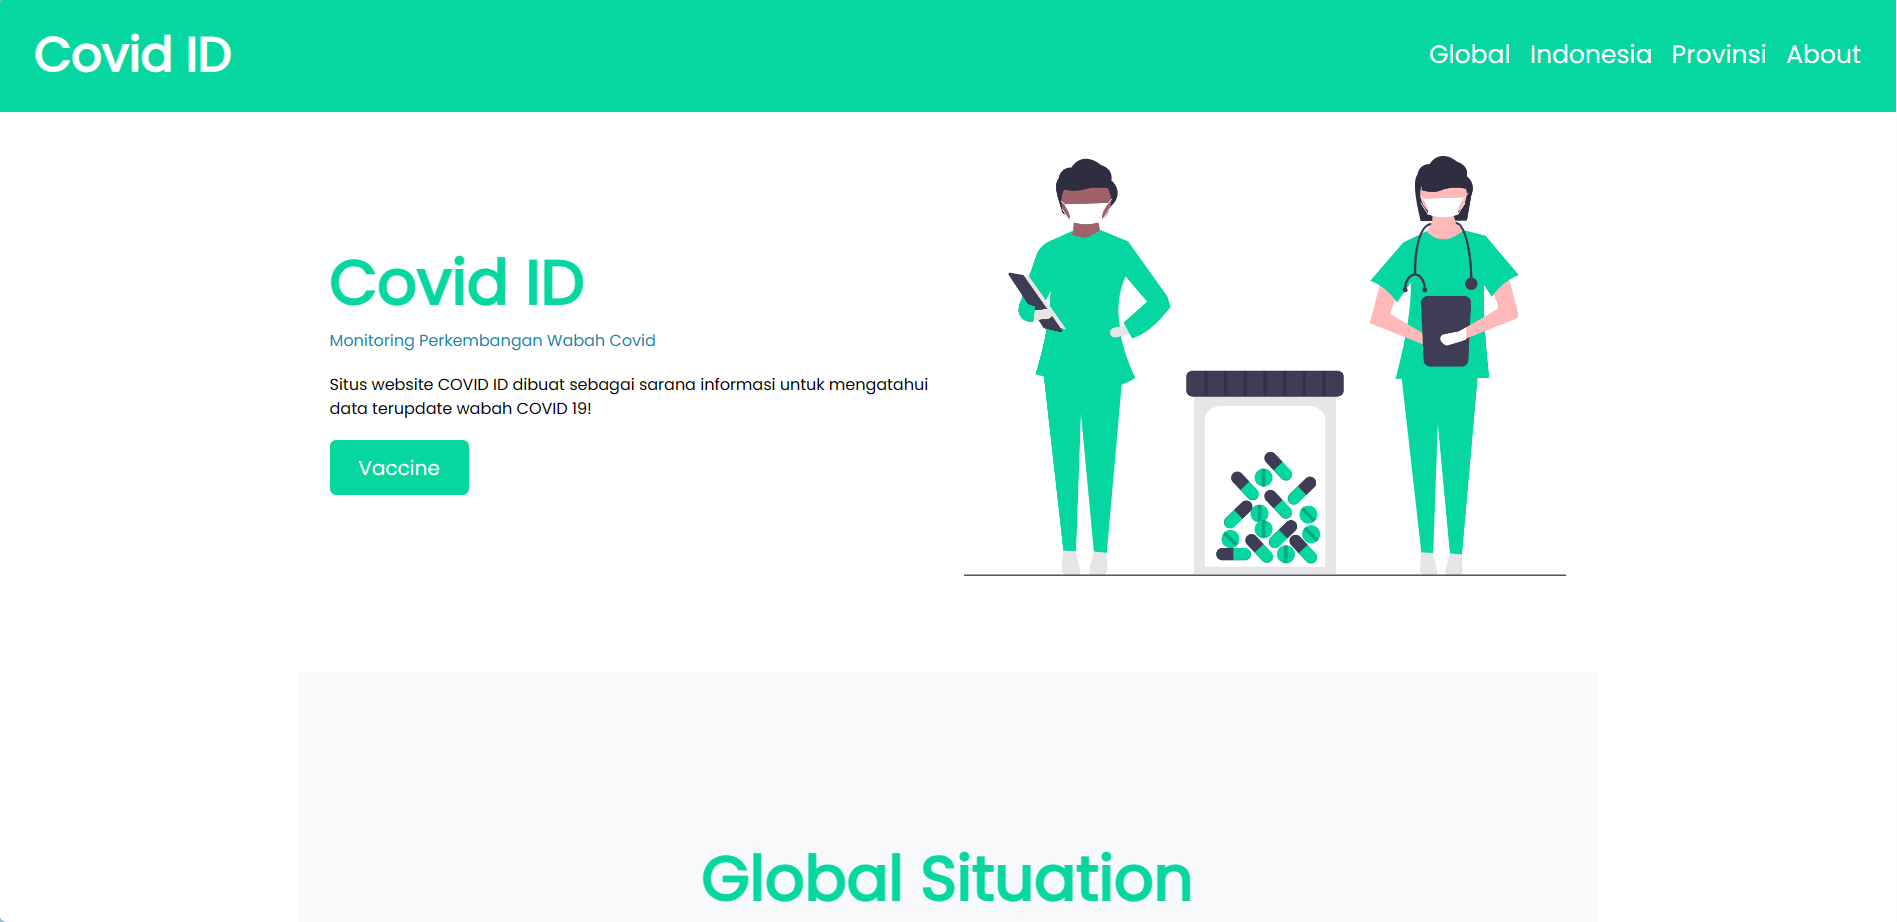 Covid ID
Global Indonesia Provinsi About
Covid ID
Monitoring Perkembangan Wabah Covid
Situs website COVID ID dibuat sebagai sarana informasi untuk mengatahui
data terupdate wabah COVID 19!
Vaccine
Global Situation